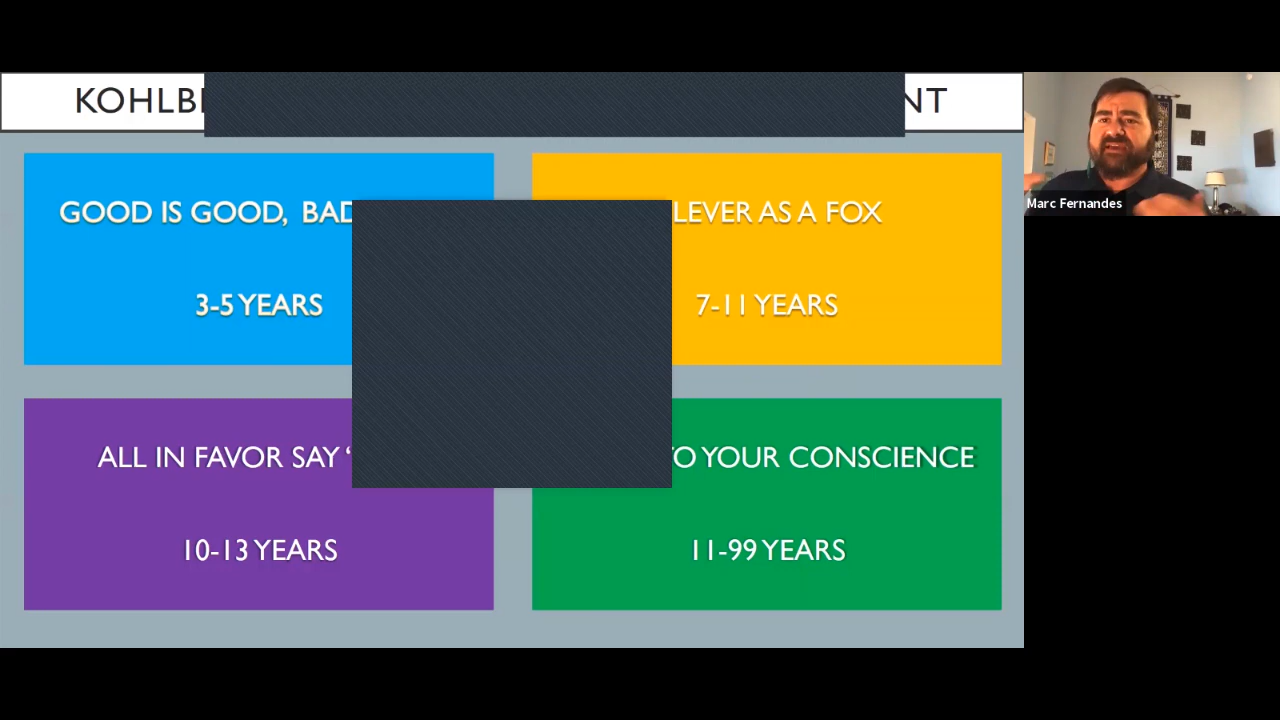 KOHLB NT
GOOD IS GOOD, BAD
3-5 YEARS
LEVER AS A FOX
7-11 YEARS
ALL IN FAVOR SAY ‘
10-13 YEARS
O YOUR CONSCIENCE
11-99 YEARS
Marc Fernandes